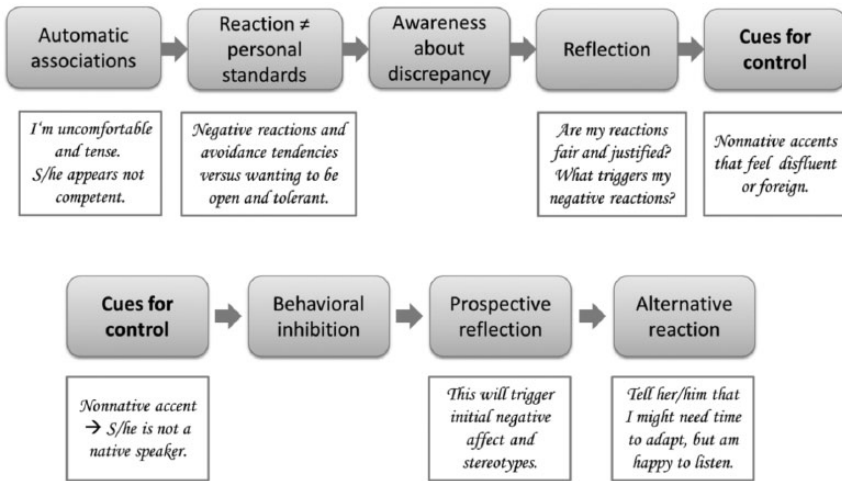 Automatic
associations
Reaction ≠
personal
standards
Awareness
about
discrepancy
Reflection
Cues for
control
I'm uncomfortable
and tense.
S/he appears not
competent.
Negative reactions and
avoidance tendencies
versus wanting to be
open and tolerant.
Are my reactions
fair and justified?
What triggers my
negative reactions?
Nonnative accents
that feel disfluent
or foreign.
Cues for
control
Behavioral
inhibition
Prospective
reflection
Alternative
reaction
Nonnative accent
→ S/he is not a
native speaker.
This will trigger
initial negative
affect and
stereotypes.
Tell her/him that
I might need time
to adapt, but am
happy to listen.